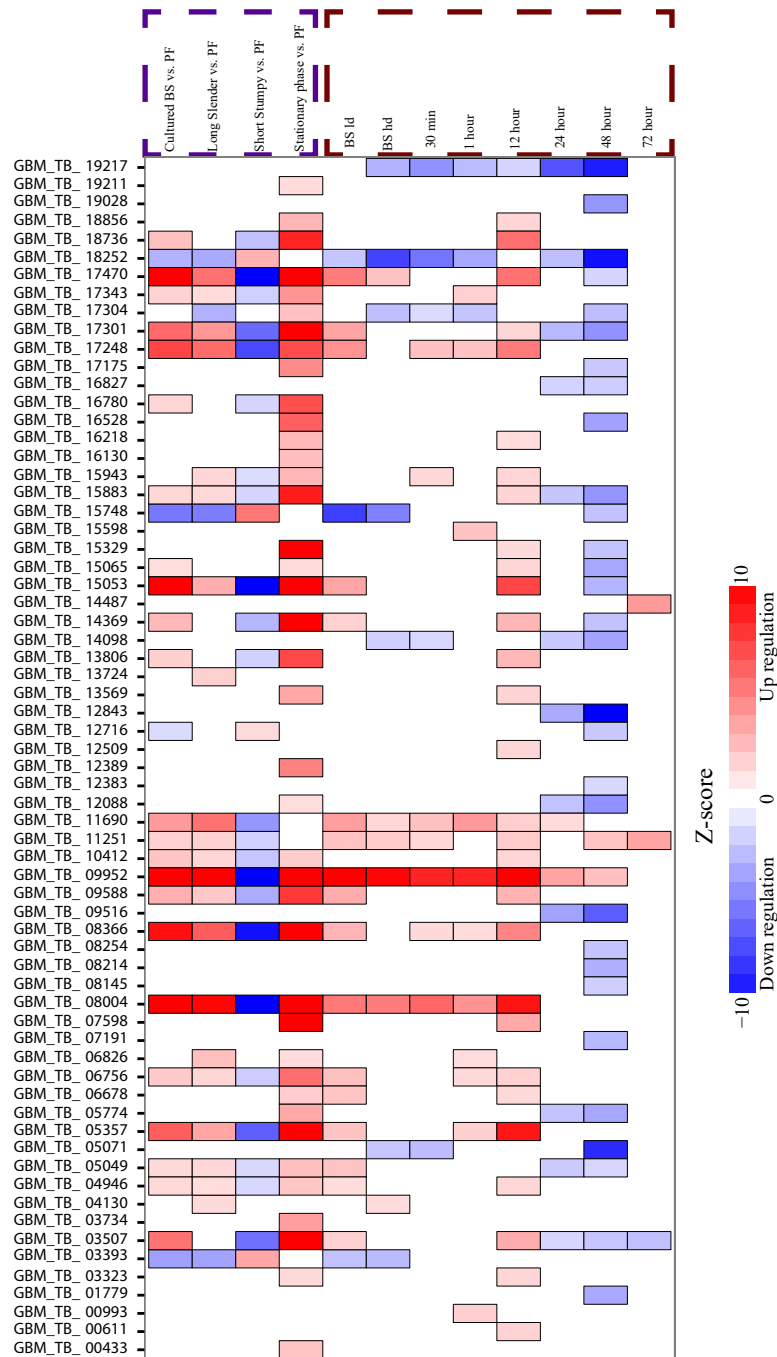 Cultured BS vs. PF
Long Slender vs. PF
Short Stumpy vs. PF
Stationary phase vs. PF
BS ld
BS hd
30 min
1 hour
12 hour
24 hour
48 hour
72 hour
GBM_TB_ 19217
GBM_TB_ 19211
GBM_TB_ 19028
GBM_TB_ 18856
GBM_TB_ 18736
GBM_TB_ 18252
GBM_TB_ 17470
GBM_TB_ 17343
GBM_TB_ 17304
GBM_TB_ 17301
GBM_TB_ 17248
GBM_TB_ 17175
GBM_TB_ 16827
GBM_TB_ 16780
GBM_TB_ 16528
GBM_TB_ 16218
GBM_TB_ 16130
GBM_TB_ 15943
GBM_TB_ 15883
GBM_TB_ 15748
GBM_TB_ 15598
GBM_TB_ 15329
GBM_TB_ 15065
GBM_TB_ 15053
GBM_TB_ 14487
GBM_TB_ 14369
GBM_TB_ 14098
GBM_TB_ 13806
GBM_TB_ 13724
GBM_TB_ 13569
GBM_TB_ 12843
GBM_TB_ 12716
GBM_TB_ 12509
GBM_TB_ 12389
GBM_TB_ 12383
GBM_TB_ 12088
GBM_TB_ 11690
GBM_TB_ 11251
GBM_TB_ 10412
GBM_TB_ 09952
GBM_TB_ 09588
GBM_TB_ 09516
GBM_TB_ 08366
GBM_TB_ 08254
GBM_TB_ 08214
GBM_TB_ 08145
GBM_TB_ 08004
GBM_TB_ 07598
GBM_TB_ 07191
GBM_TB_ 06826
GBM_TB_ 06756
GBM_TB_ 06678
GBM_TB_ 05774
GBM_TB_ 05357
GBM_TB_ 05071
GBM_TB_ 05049
GBM_TB_ 04946
GBM_TB_ 04130
GBM_TB_ 03734
GBM_TB_ 03507
GBM_TB_ 03393
GBM_TB_ 03323
GBM_TB_ 01779
GBM_TB_ 00993
GBM_TB_ 00611
GBM_TB_ 00433
Z-score
−10
0
10
Down regulation
Up regulation